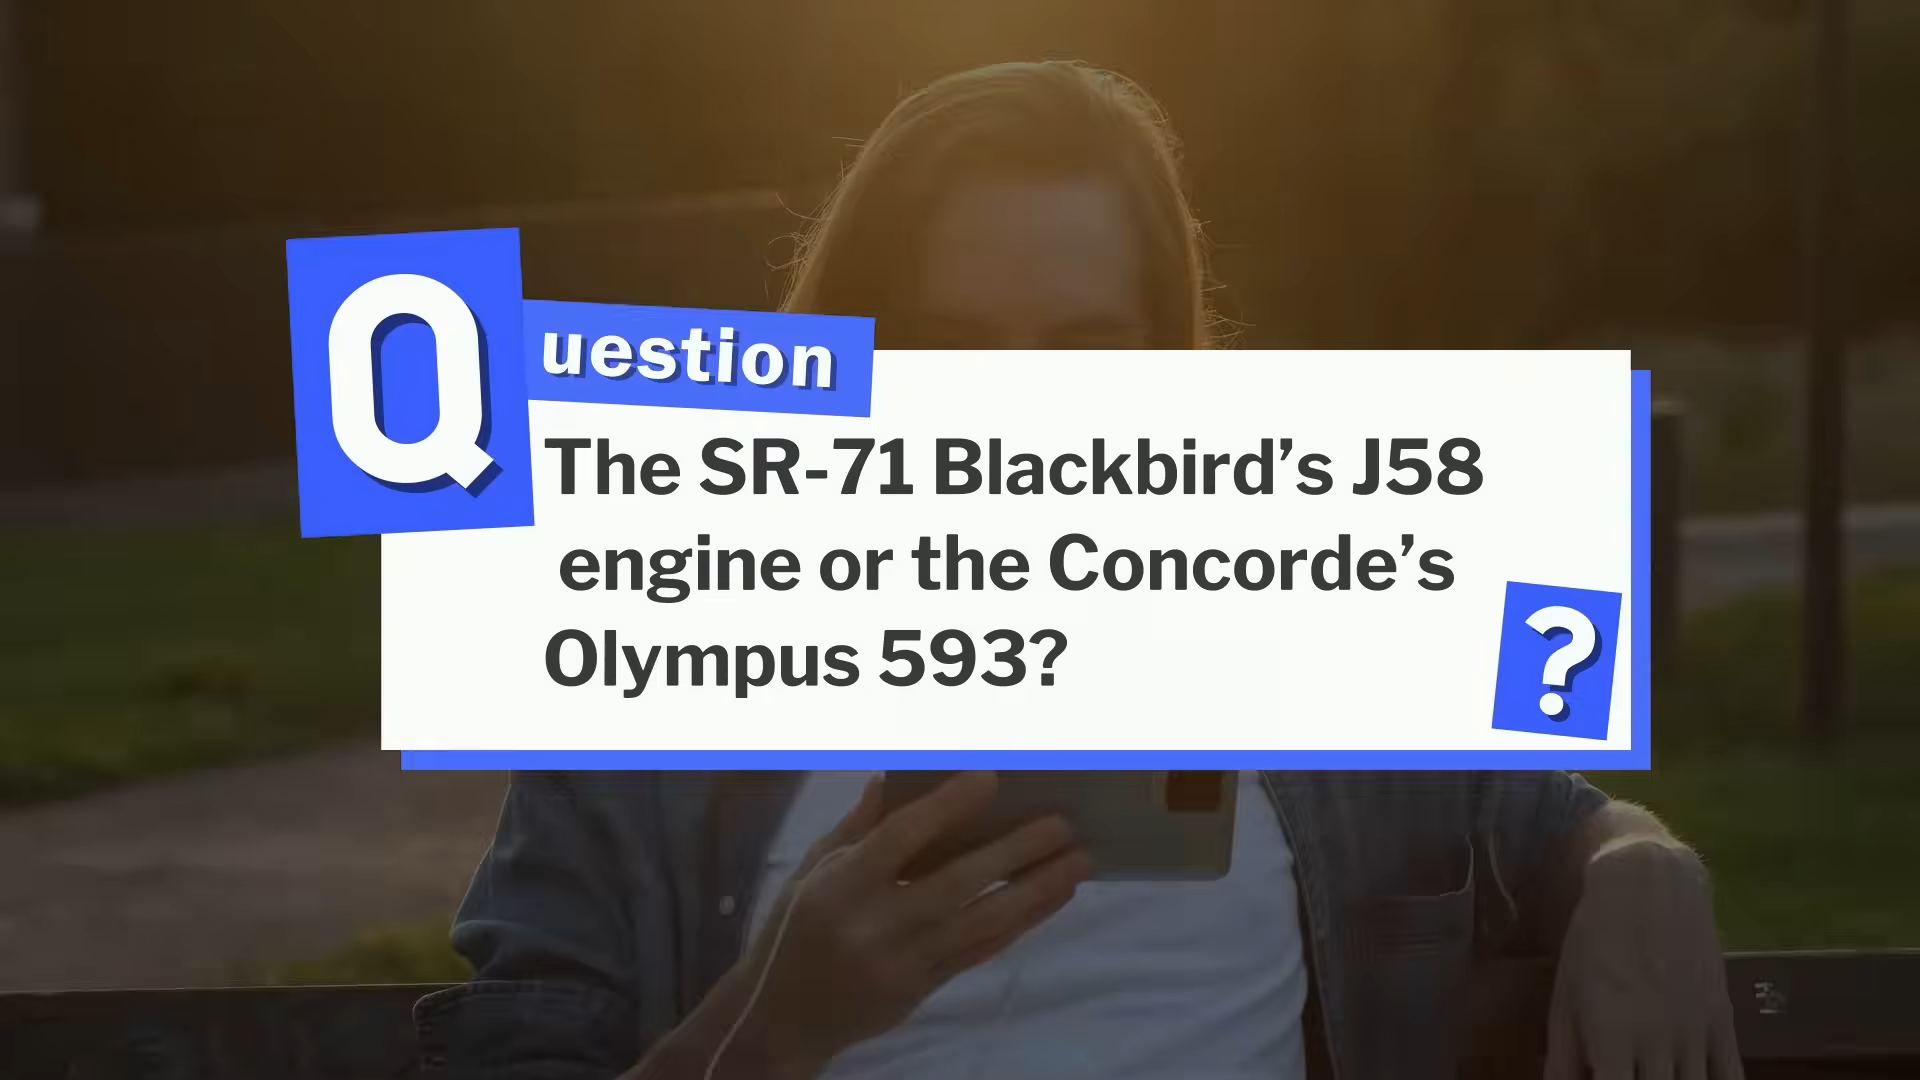 Question
The SR-71 Blackbird’s J58
engine or the Concorde’s
Olympus 593?
?